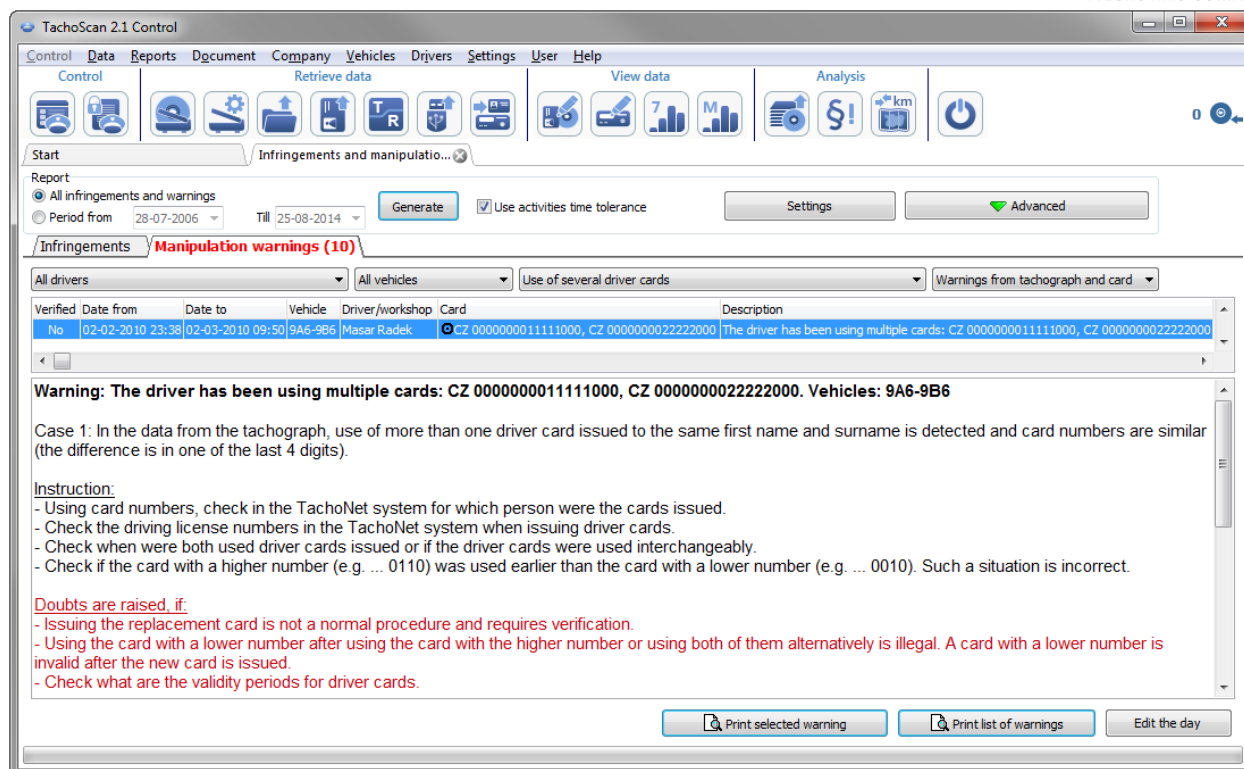 TachoScan 2.1 Control
Control Data Reports Document Company Vehicles Drivers Settings User Help
Control Retrieve data View data Analysis
T R 7 M §! km 0
Start Infringements and manipulatio...
Report
All infringements and warnings
Period from 28-07-2006 Till 25-08-2014 Generate Use activities time tolerance Settings Advanced
Infringements Manipulation warnings (10)
All drivers All vehicles Use of several driver cards Warnings from tachograph and card
Verified Date from Date to Vehicle Driver/workshop Card Description
No 02-02-2010 23:38 02-03-2010 09:50 9A6-9B6 Masar Radek CZ 0000000011111000, CZ 0000000022222000 The driver has been using multiple cards: CZ 0000000011111000, CZ 0000000022222000
Warning: The driver has been using multiple cards: CZ 0000000011111000, CZ 0000000022222000. Vehicles: 9A6-9B6
Case 1: In the data from the tachograph, use of more than one driver card issued to the same first name and surname is detected and card numbers are similar
(the difference is in one of the last 4 digits).
Instruction:
- Using card numbers, check in the TachoNet system for which person were the cards issued.
- Check the driving license numbers in the TachoNet system when issuing driver cards.
- Check when were both used driver cards issued or if the driver cards were used interchangeably.
- Check if the card with a higher number (e.g. ... 0110) was used earlier than the card with a lower number (e.g. ... 0010). Such a situation is incorrect.
Doubts are raised, if:
- Issuing the replacement card is not a normal procedure and requires verification.
- Using the card with a lower number after using the card with the higher number or using both of them alternatively is illegal. A card with a lower number is
invalid after the new card is issued.
- Check what are the validity periods for driver cards.
Print selected warning Print list of warnings Edit the day